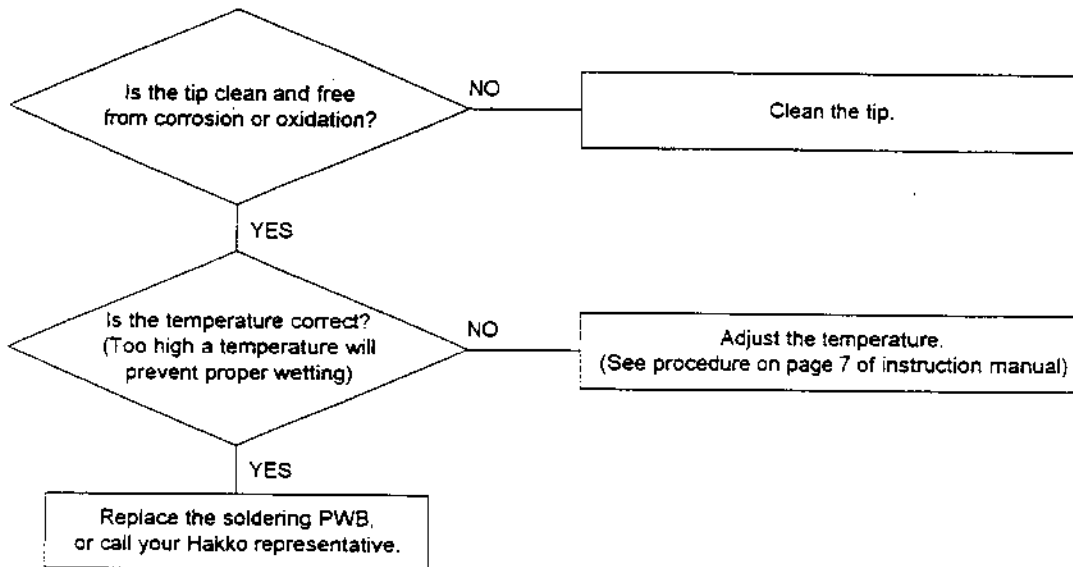 Is the tip clean and free
from corrosion or oxidation?
NO
Clean the tip.
YES
Is the temperature correct?
(Too high a temperature will
prevent proper wetting)
NO
Adjust the temperature.
(See procedure on page 7 of instruction manual)
YES
Replace the soldering PWB,
or call your Hakko representative.